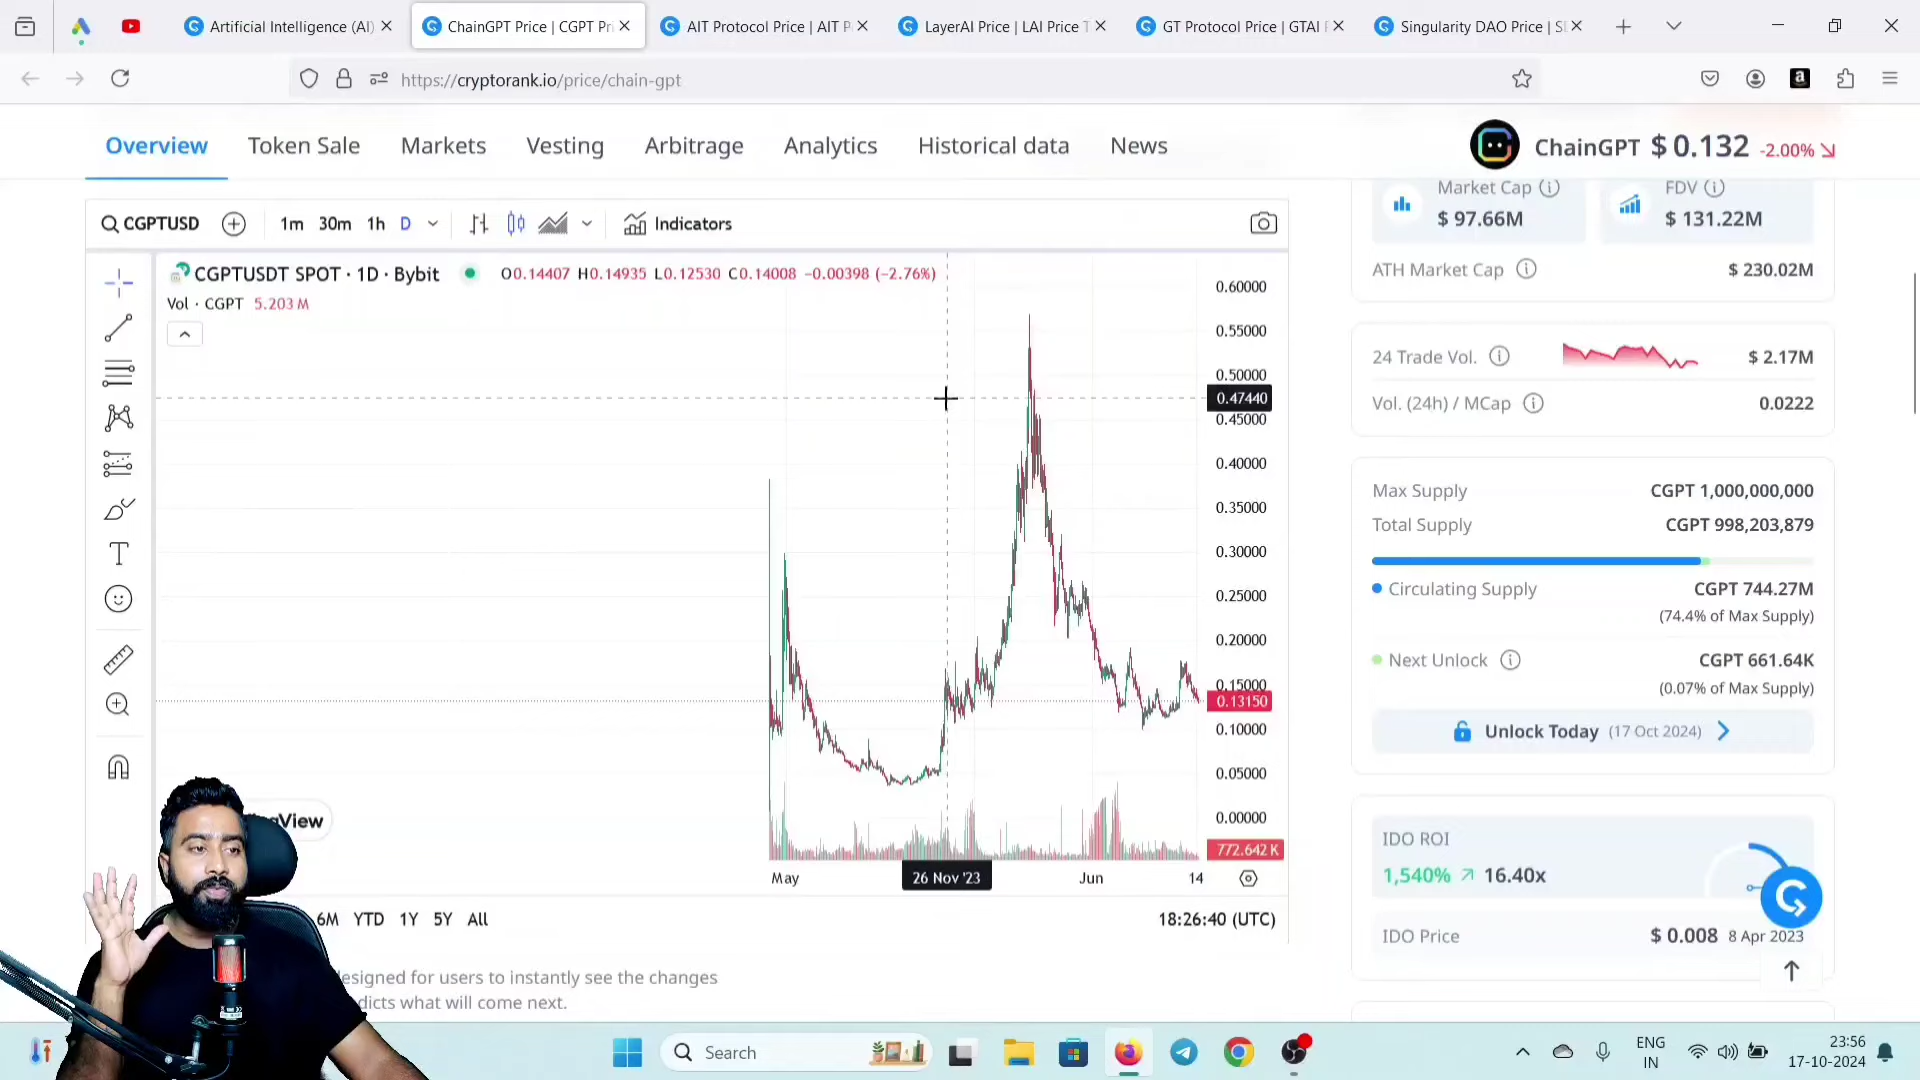 Artificial Intelligence (AI)
ChainGPT Price | CGPT Pri
AIT Protocol Price | AIT P
LayerAI Price | LAI Price T
GT Protocol Price | GTAI
Singularity DAO Price |
https://cryptorank.io/price/chain-gpt
a
Overview
Token Sale
Markets
Vesting
Arbitrage
Analytics
Historical data
News
ChainGPT $ 0.132 -2.00%
CGPTUSD
1m 30m 1h D
Indicators
CGPTUSDT SPOT · 1D · Bybit
O0.14407 H0.14935 L0.12530 C0.14008 -0.00398 (-2.76%)
Vol · CGPT 5.203 M
0.60000
0.55000
0.50000
0.47440
0.45000
0.40000
0.35000
0.30000
0.25000
0.20000
0.15000
0.13150
0.10000
0.05000
0.00000
772.642 K
View
May
26 Nov '23
Jun
14
6M YTD 1Y 5Y All
18:26:40 (UTC)
esigned for users to instantly see the changes
dicts what will come next.
Market Cap
$ 97.66M
FDV
$ 131.22M
ATH Market Cap
$ 230.02M
24 Trade Vol.
$ 2.17M
Vol. (24h) / MCap
0.0222
Max Supply
CGPT 1,000,000,000
Total Supply
CGPT 998,203,879
Circulating Supply
CGPT 744.27M
(74.4% of Max Supply)
Next Unlock
CGPT 661.64K
(0.07% of Max Supply)
Unlock Today (17 Oct 2024)
IDO ROI
1,540% 16.40x
IDO Price
$ 0.008 8 Apr 2023
Search
ENG
IN
23:56
17-10-2024